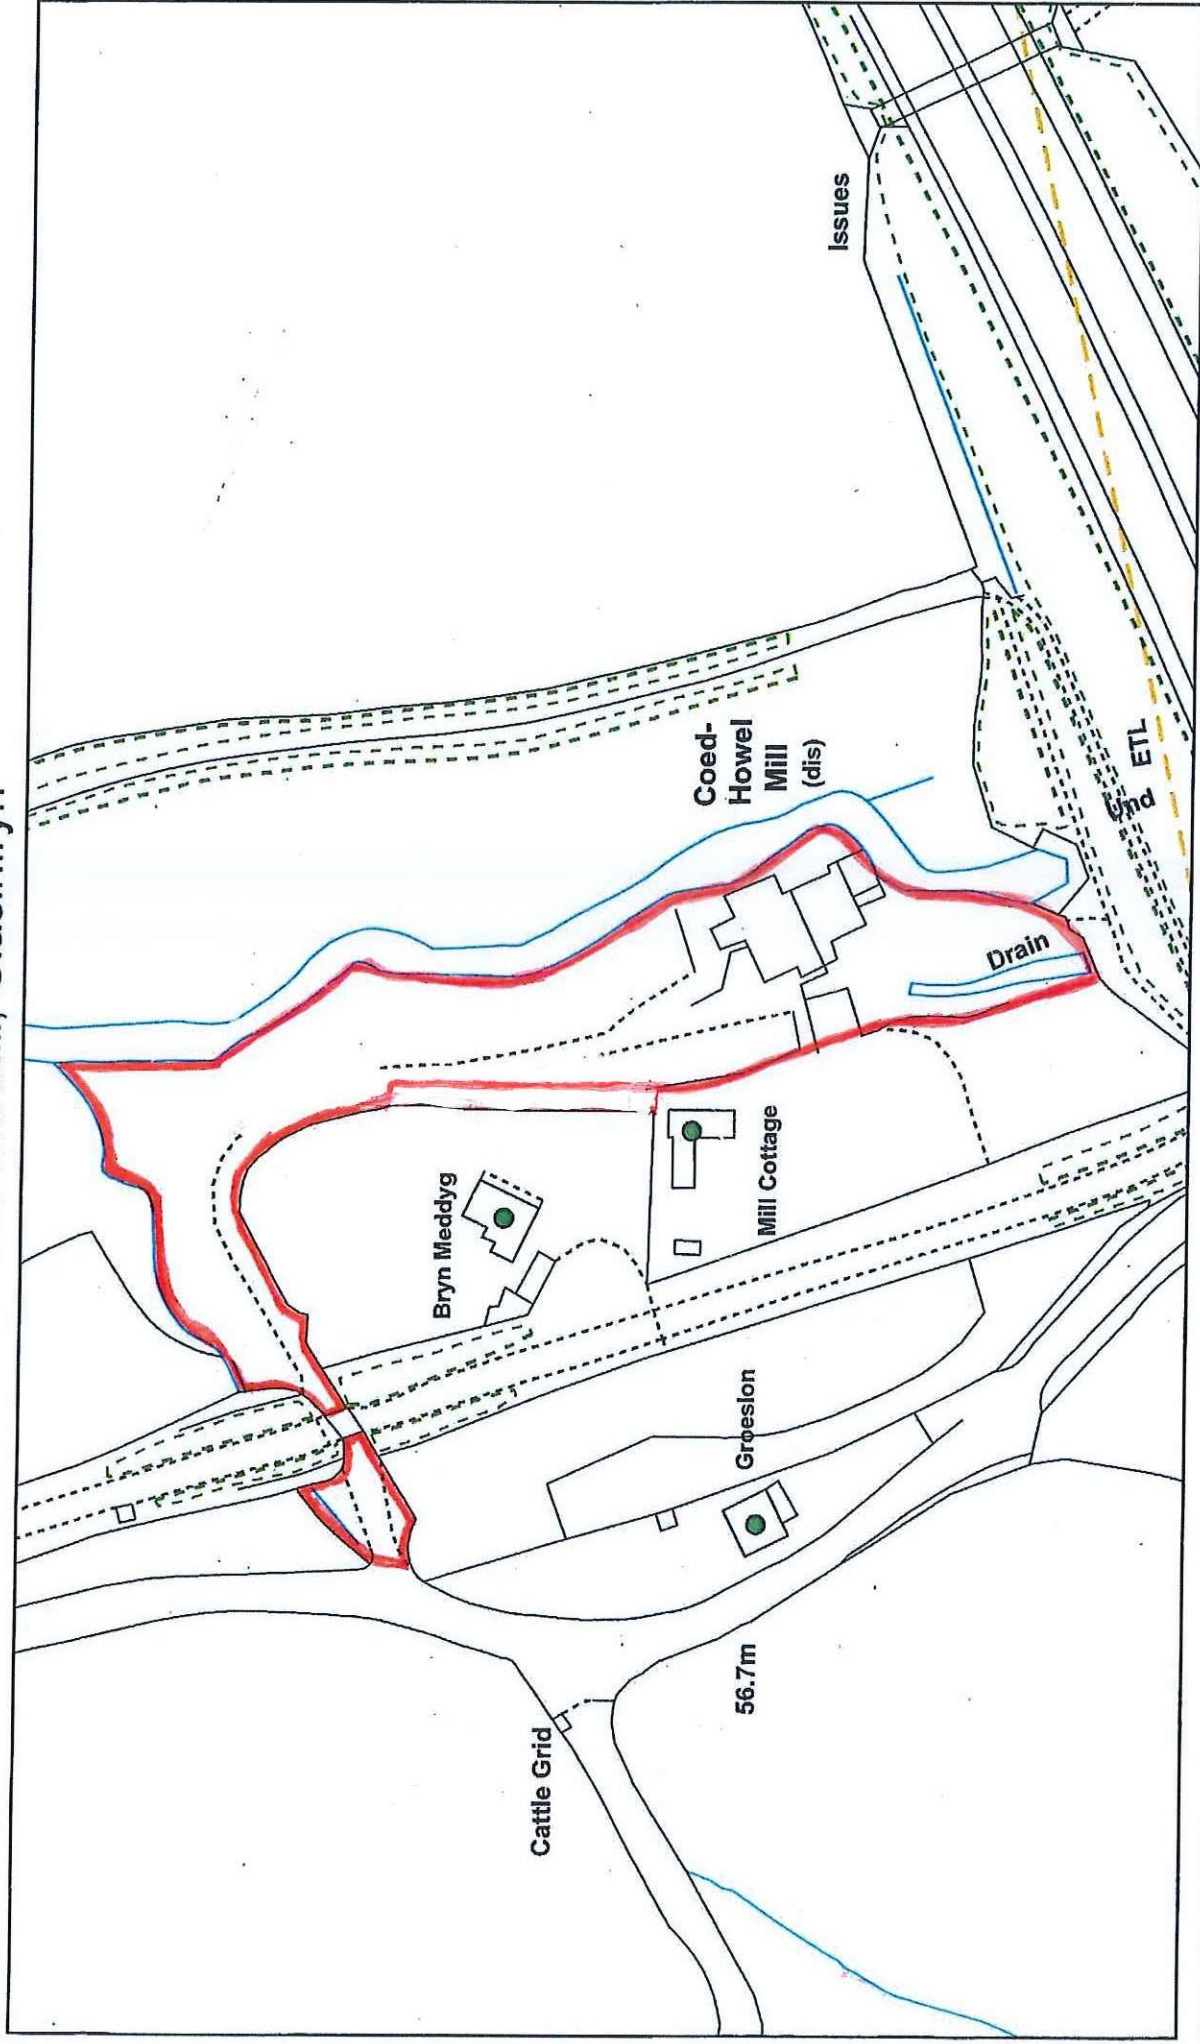 Issues
Coed-
Howel
Mill
(dis)
ETL
Und
Drain
Bryn Meddyg
Mill Cottage
Groeslon
56.7m
Cattle Grid